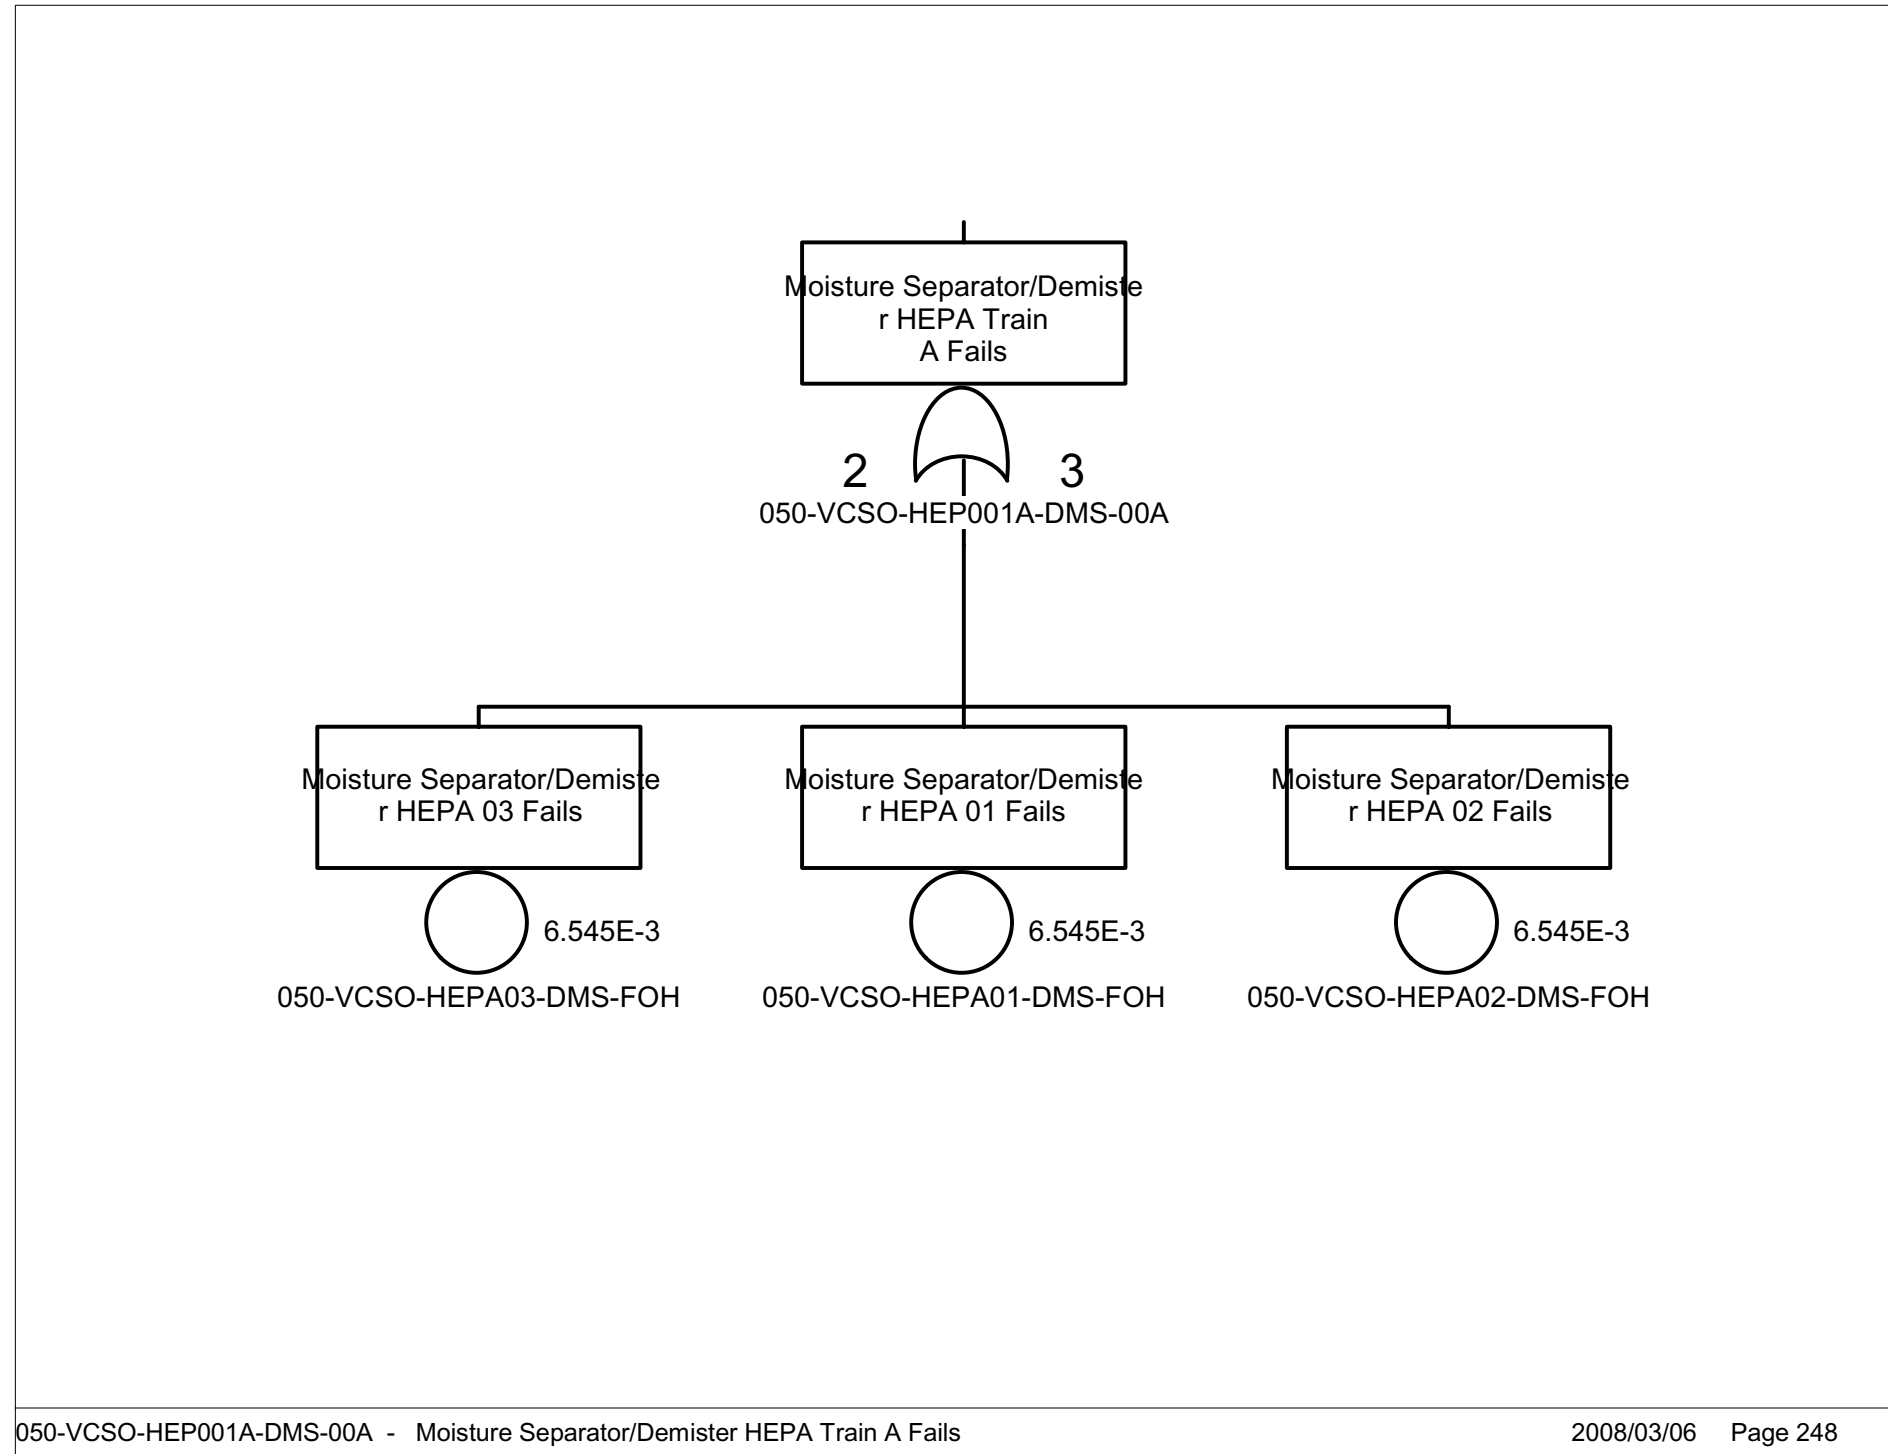 Moisture Separator/Demiste
r HEPA Train
A Fails
2 3
050-VCSO-HEP001A-DMS-00A
Moisture Separator/Demiste
r HEPA 03 Fails
6.545E-3
050-VCSO-HEPA03-DMS-FOH
Moisture Separator/Demiste
r HEPA 01 Fails
6.545E-3
050-VCSO-HEPA01-DMS-FOH
Moisture Separator/Demiste
r HEPA 02 Fails
6.545E-3
050-VCSO-HEPA02-DMS-FOH
050-VCSO-HEP001A-DMS-00A - Moisture Separator/Demister HEPA Train A Fails 2008/03/06 Page 248